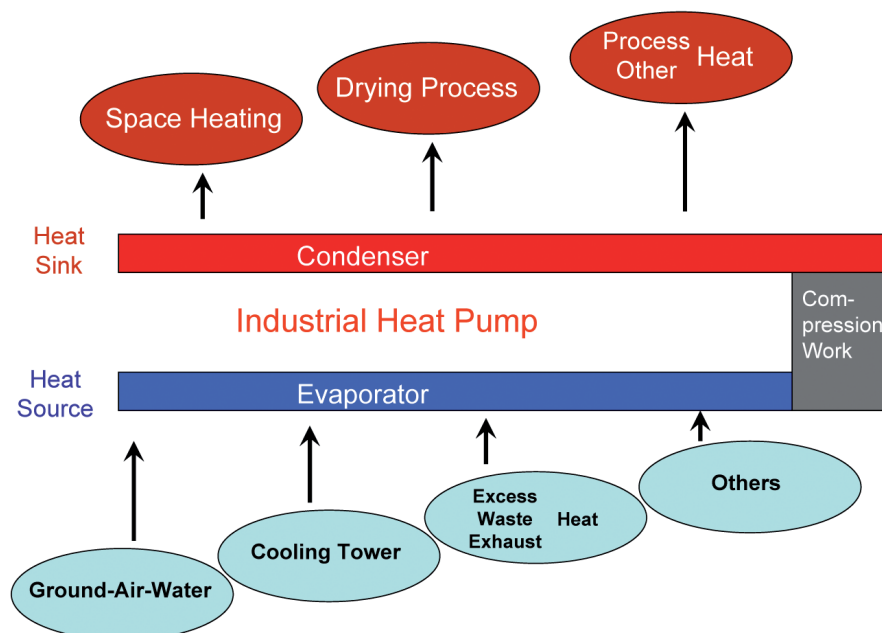 Space Heating
Drying Process
Process
Other
Heat
Heat
Sink
Condenser
Industrial Heat Pump
Com-
pression
Work
Heat
Source
Evaporator
Ground-Air-Water
Cooling Tower
Excess
Waste
Exhaust
Heat
Others